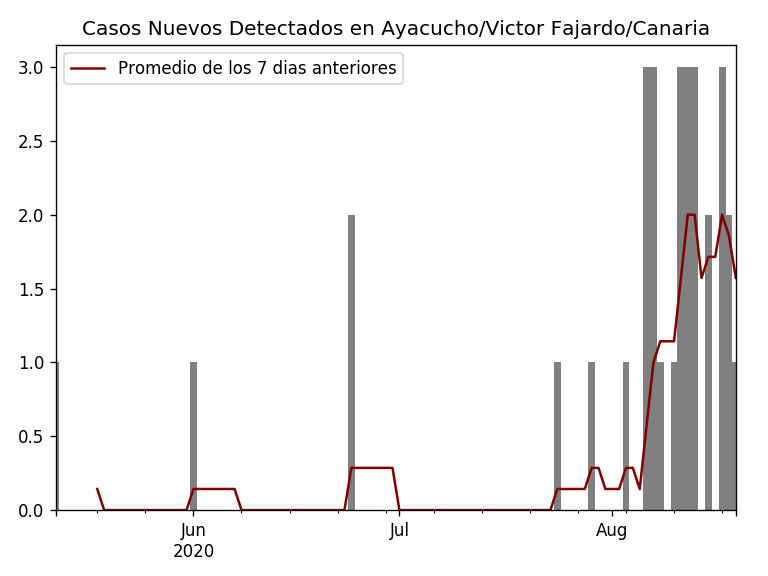 Casos Nuevos Detectados en Ayacucho/Victor Fajardo/Canaria
Promedio de los 7 dias anteriores
3.0
2.5
2.0
1.5
1.0
0.5
0.0
Jun Jul Aug
2020